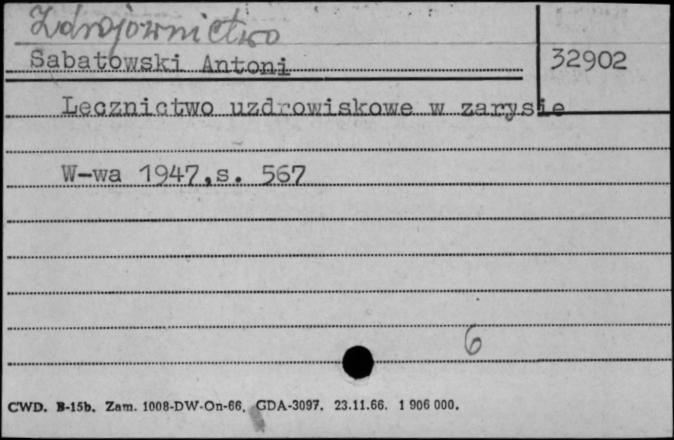 Zdrojownictwo
Sabatowski Antoni
32902
Lecznictwo uzdrowiskowe w zarysie
W-wa 1947,s. 567
6
CWD. B-15b. Zam. 1008-DW-On-66. GDA-3097. 23.11.66. 1 906 000.